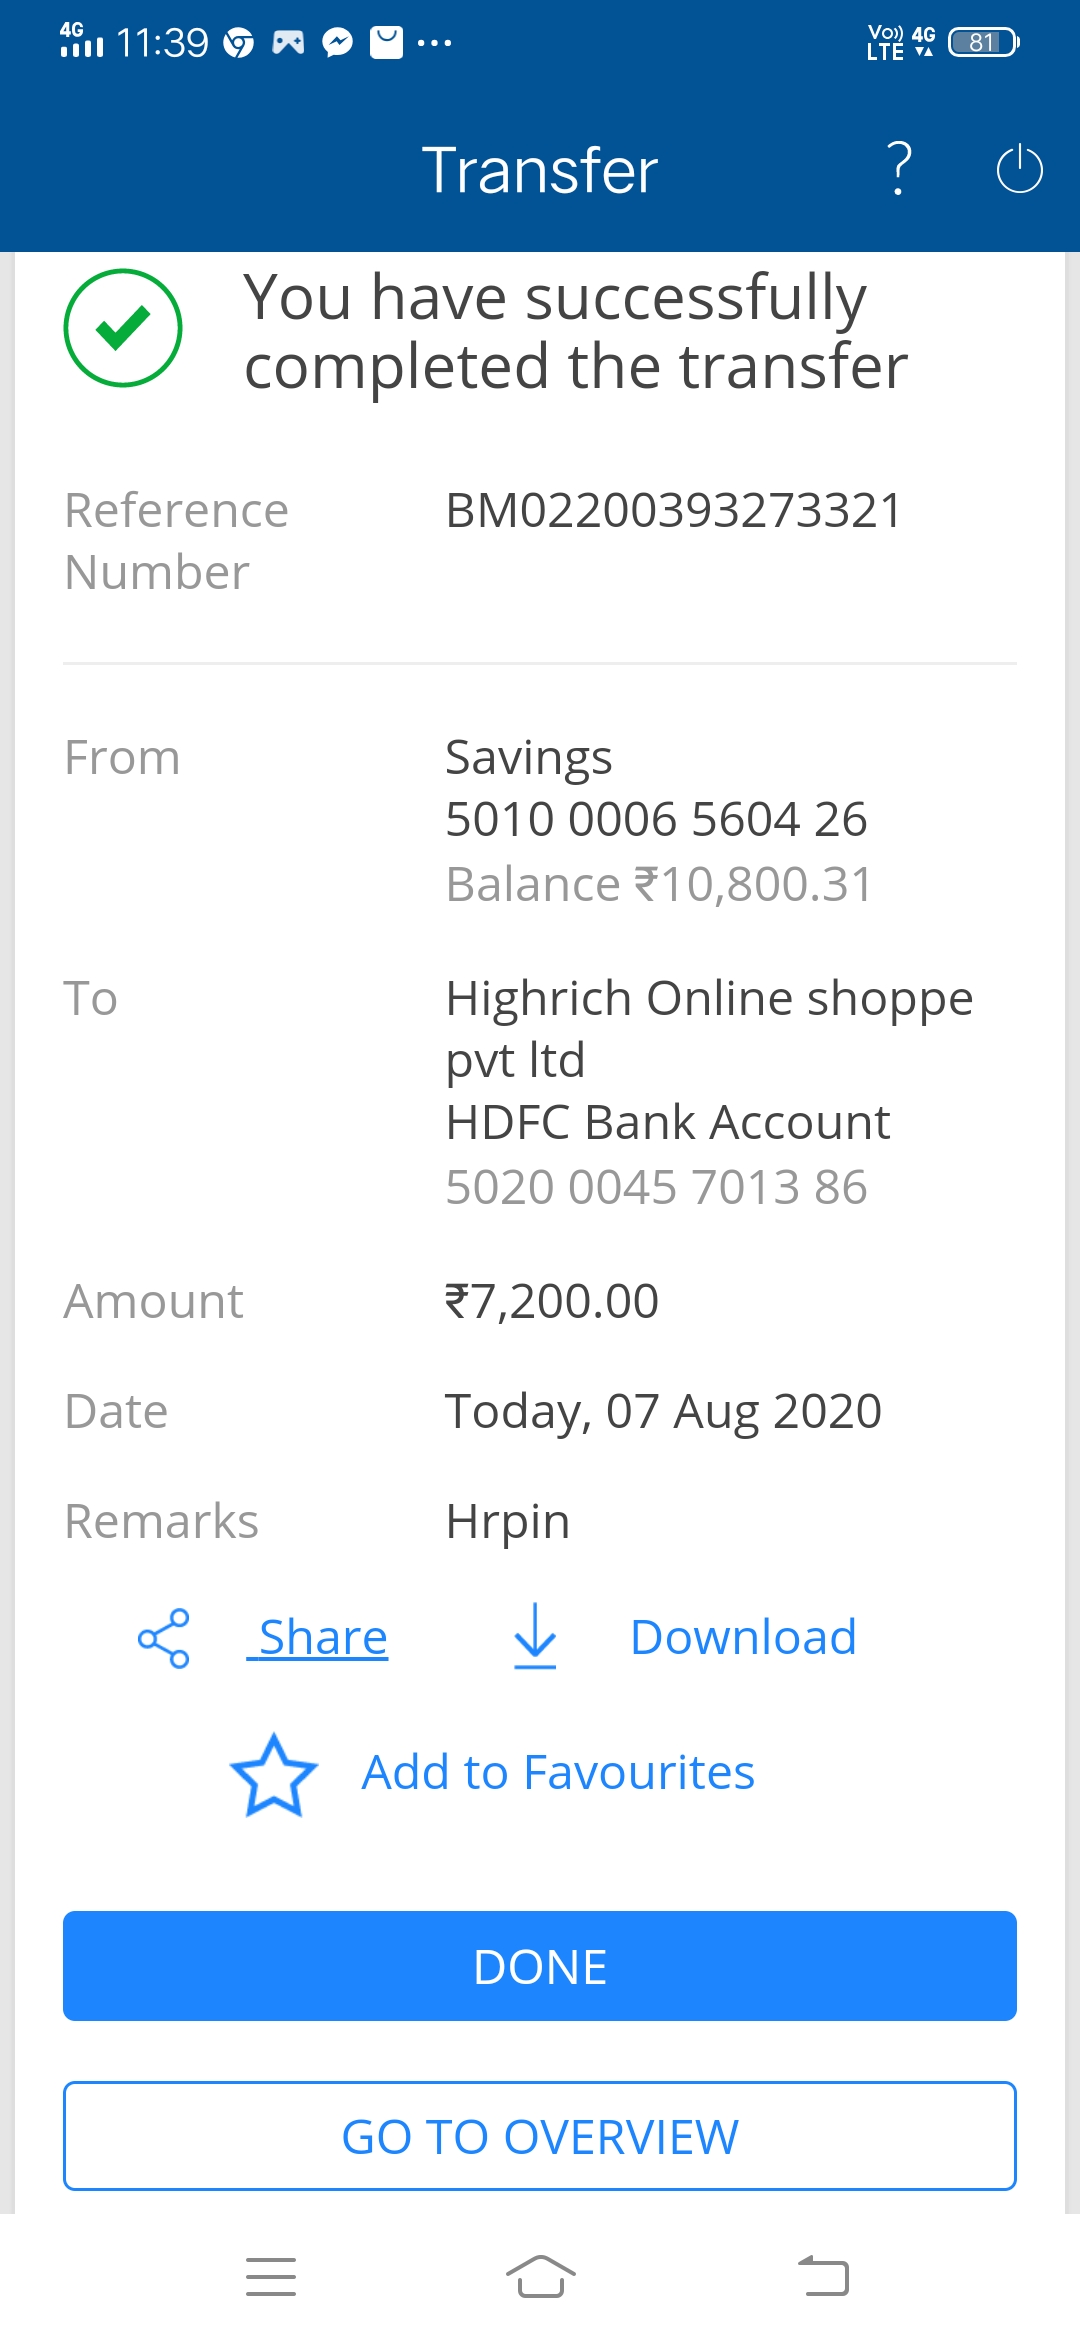 4G 11:39 Vo)) LTE 4G 81
Transfer ?
You have successfully
completed the transfer
Reference BM02200393273321
Number
From Savings
5010 0006 5604 26
Balance ₹10,800.31
To Highrich Online shoppe
pvt ltd
HDFC Bank Account
5020 0045 7013 86
Amount ₹7,200.00
Date Today, 07 Aug 2020
Remarks Hrpin
Share Download
Add to Favourites
DONE
GO TO OVERVIEW